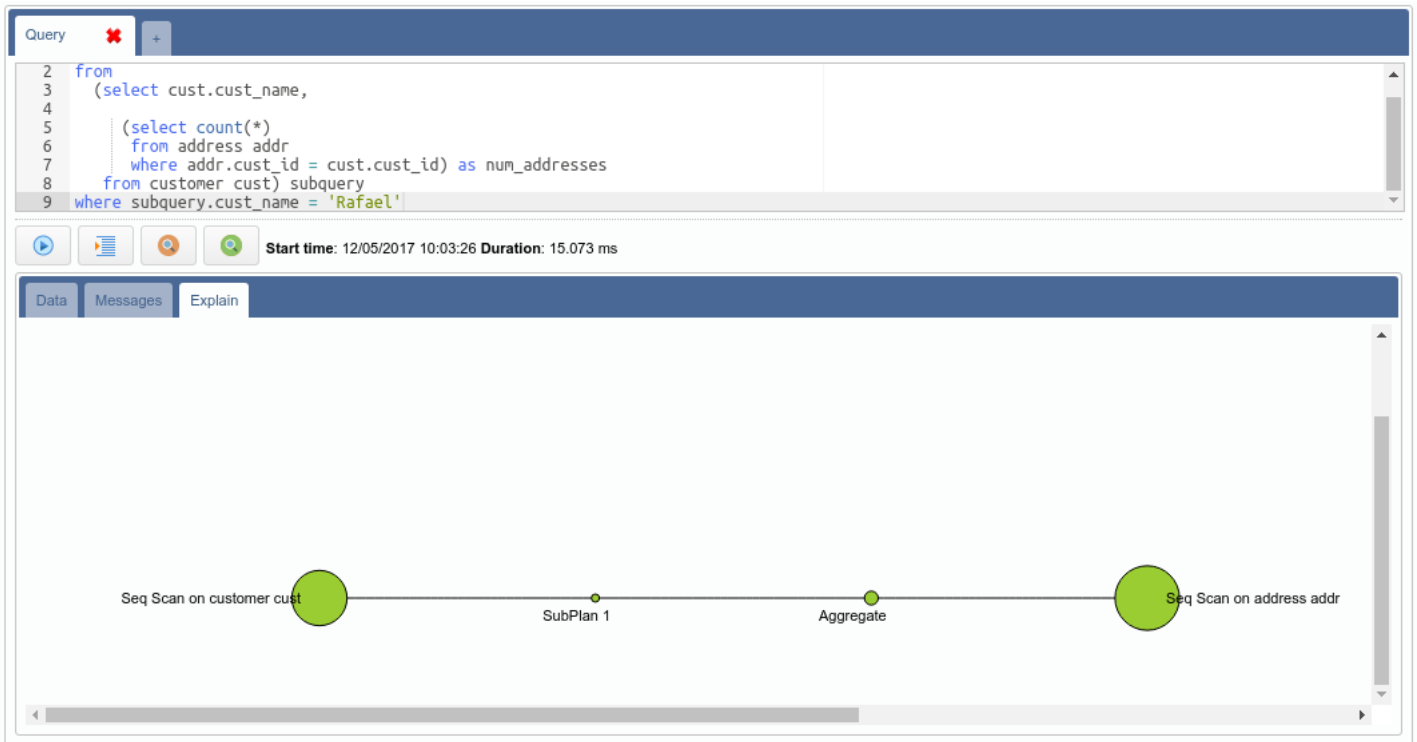 Query
+
2 from
3 (select cust.cust_name,
4
5 (select count(*)
6 from address addr
7 where addr.cust_id = cust.cust_id) as num_addresses
8 from customer cust) subquery
9 where subquery.cust_name = 'Rafael'
Start time: 12/05/2017 10:03:26 Duration: 15.073 ms
Data Messages Explain
Seq Scan on customer cust
SubPlan 1
Aggregate
Seq Scan on address addr